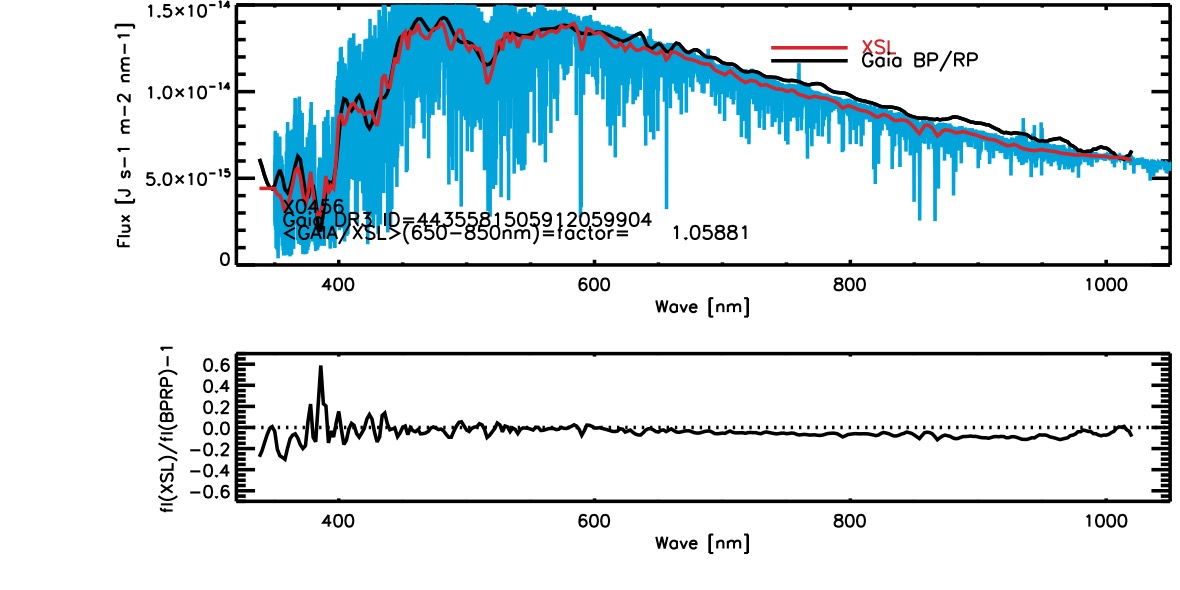 1.5×10−14
1.0×10−14
5.0×10−15
0
Flux [J s−1 m−2 nm−1]
XSL
Gaia BP/RP
X0456
Gaia DR3 ID=4435581505912059904
<GAIA/XSL>(650−850nm)=factor= 1.05881
400 600 800 1000
Wave [nm]
fl(XSL)/fl(BPRP)−1
0.6
0.4
0.2
0.0
−0.2
−0.4
−0.6
400 600 800 1000
Wave [nm]